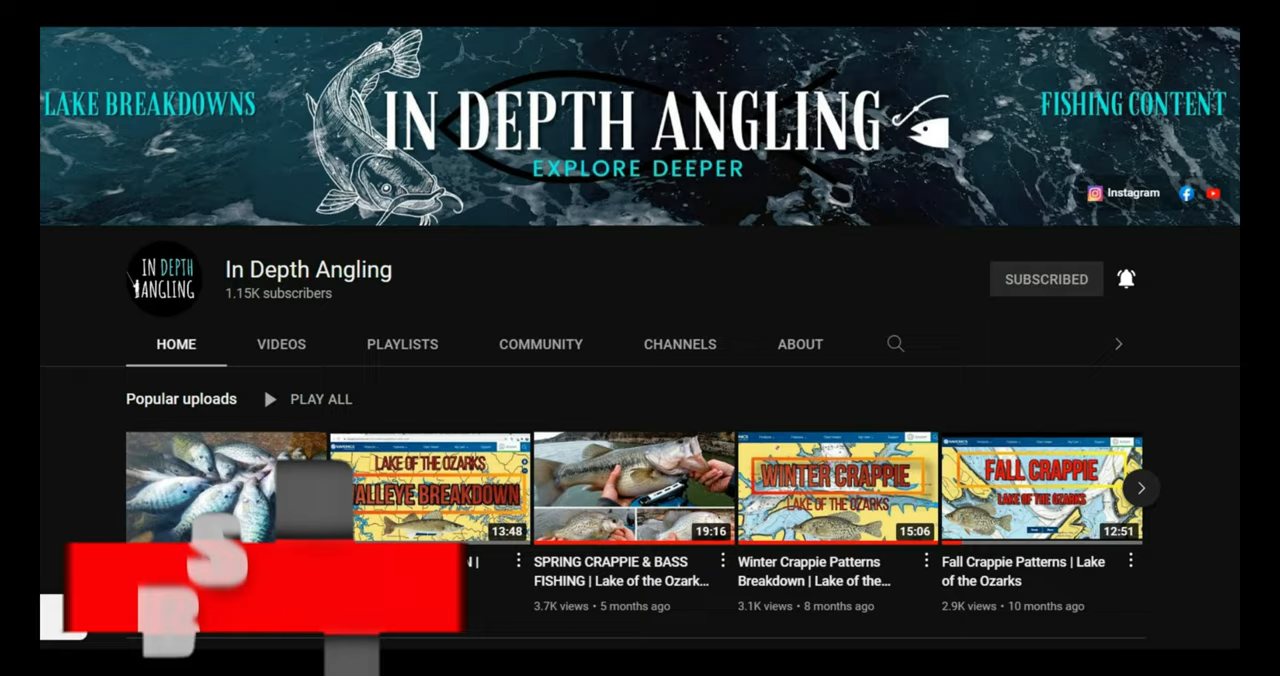 LAKE BREAKDOWNS
IN DEPTH ANGLING
EXPLORE DEEPER
FISHING CONTENT
Instagram
IN DEPTH
ANGLING
In Depth Angling
1.15K subscribers
SUBSCRIBED
HOME VIDEOS PLAYLISTS COMMUNITY CHANNELS ABOUT
Popular uploads PLAY ALL
LAKE OF THE OZARKS
ALLEYE BREAKDOWN
13:48
19:16
WINTER CRAPPIE
LAKE OF THE OZARKS
15:06
FALL CRAPPIE
LAKE OF THE OZARKS
12:51
SPRING CRAPPIE & BASS
FISHING | Lake of the Ozark...
3.7K views • 5 months ago
Winter Crappie Patterns
Breakdown | Lake of the...
3.1K views • 8 months ago
Fall Crappie Patterns | Lake
of the Ozarks
2.9K views • 10 months ago
S